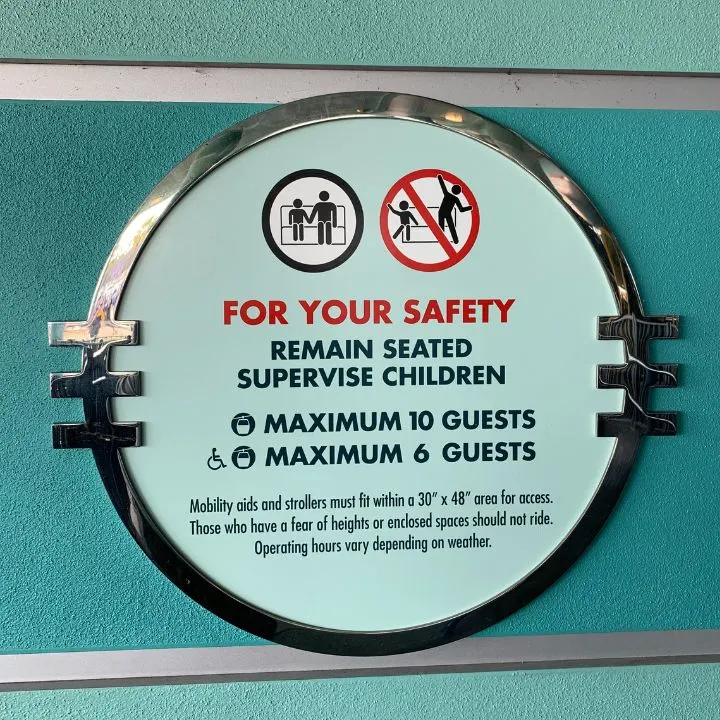 FOR YOUR SAFETY
REMAIN SEATED
SUPERVISE CHILDREN
MAXIMUM 10 GUESTS
MAXIMUM 6 GUESTS
Mobility aids and strollers must fit within a 30" x 48" area for access.
Those who have a fear of heights or enclosed spaces should not ride.
Operating hours vary depending on weather.